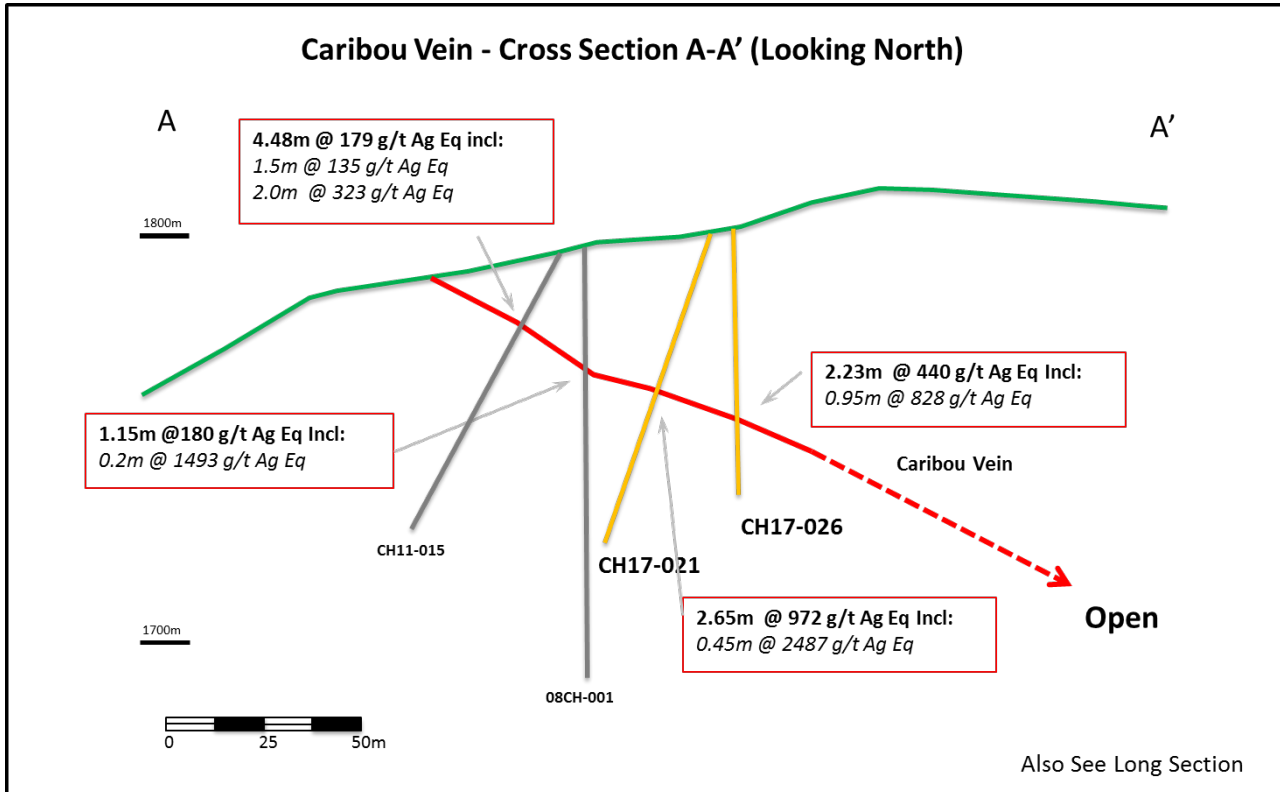 Caribou Vein - Cross Section A-A’ (Looking North)
A
A’
4.48m @ 179 g/t Ag Eq incl:
1.5m @ 135 g/t Ag Eq
2.0m @ 323 g/t Ag Eq
1800m
2.23m @ 440 g/t Ag Eq Incl:
0.95m @ 828 g/t Ag Eq
1.15m @180 g/t Ag Eq Incl:
0.2m @ 1493 g/t Ag Eq
Caribou Vein
CH17-026
CH11-015
CH17-021
2.65m @ 972 g/t Ag Eq Incl:
0.45m @ 2487 g/t Ag Eq
Open
1700m
08CH-001
0 25 50m
Also See Long Section